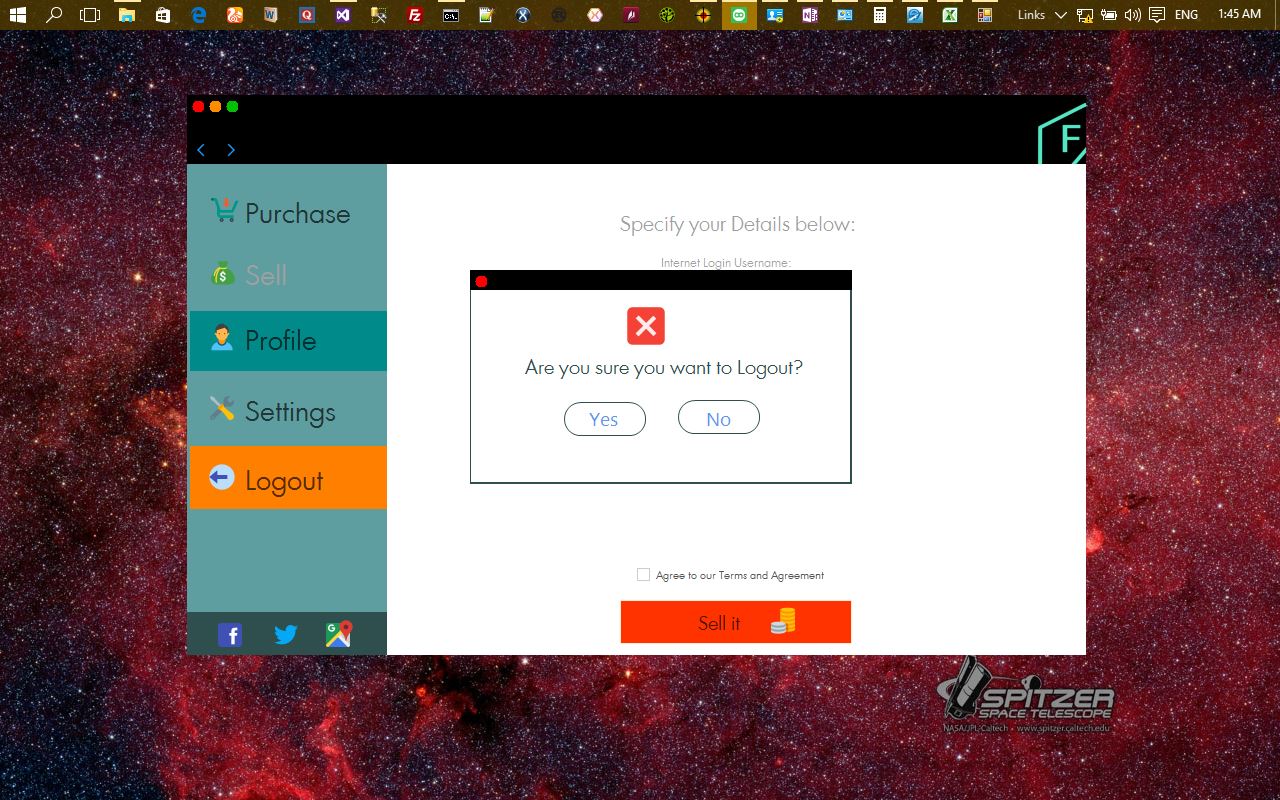 Links ENG 1:45 AM
F
Purchase
Sell
Profile
Settings
Logout
Specify your Details below:
Internet Login Username:
Are you sure you want to Logout?
Yes No
Agree to our Terms and Agreement
Sell it
SPITZER
SPACE TELESCOPE
NASA/JPL-Caltech - www.spitzer.caltech.edu